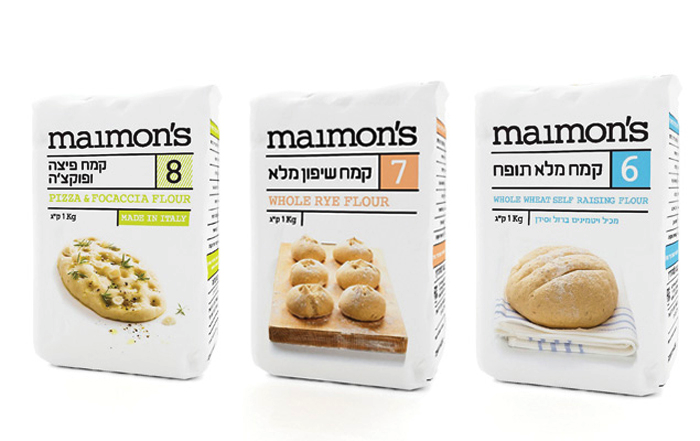 maimon's
קמח פיצה
ופוקצ'ה
8
PIZZA & FOCACCIA FLOUR
1 Kg ק"ג
MADE IN ITALY
maimon's
קמח שיפון מלא
7
WHOLE RYE FLOUR
1 Kg ק"ג
maimon's
קמח מלא תופח
6
WHOLE WHEAT SELF RAISING FLOUR
1 Kg ק"ג
מכיל ויטמינים ברזל וסידן